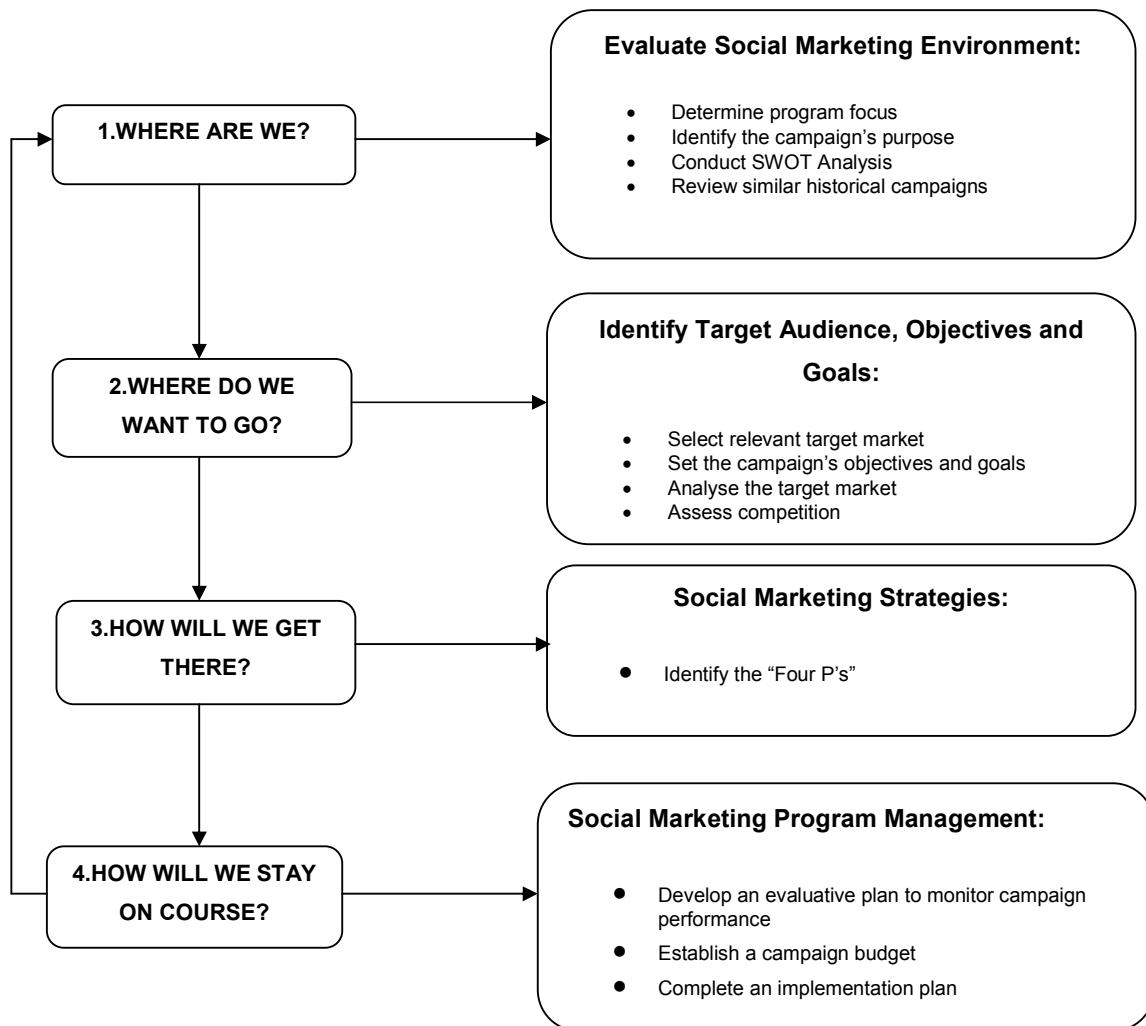 1.WHERE ARE WE?
Evaluate Social Marketing Environment:
• Determine program focus
• Identify the campaign’s purpose
• Conduct SWOT Analysis
• Review similar historical campaigns
2.WHERE DO WE
WANT TO GO?
Identify Target Audience, Objectives and
Goals:
• Select relevant target market
• Set the campaign’s objectives and goals
• Analyse the target market
• Assess competition
3.HOW WILL WE GET
THERE?
Social Marketing Strategies:
• Identify the “Four P’s”
4.HOW WILL WE STAY
ON COURSE?
Social Marketing Program Management:
• Develop an evaluative plan to monitor campaign
performance
• Establish a campaign budget
• Complete an implementation plan